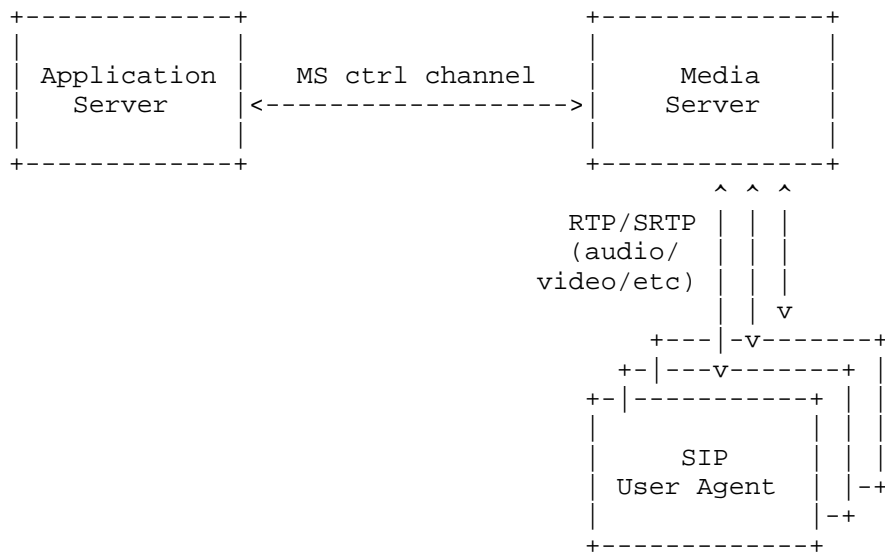 Application MS ctrl channel Media
Server Server
RTP/SRTP
(audio/
video/etc)
SIP
User Agent